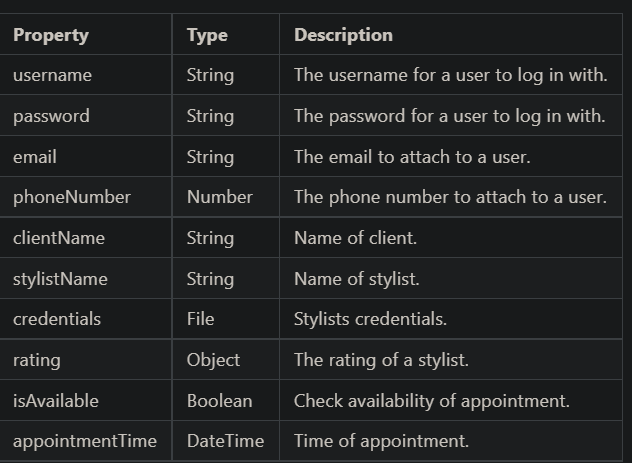 Property Type Description
username String The username for a user to log in with.
password String The password for a user to log in with.
email String The email to attach to a user.
phoneNumber Number The phone number to attach to a user.
clientName String Name of client.
stylistName String Name of stylist.
credentials File Stylists credentials.
rating Object The rating of a stylist.
isAvailable Boolean Check availability of appointment.
appointmentTime DateTime Time of appointment.